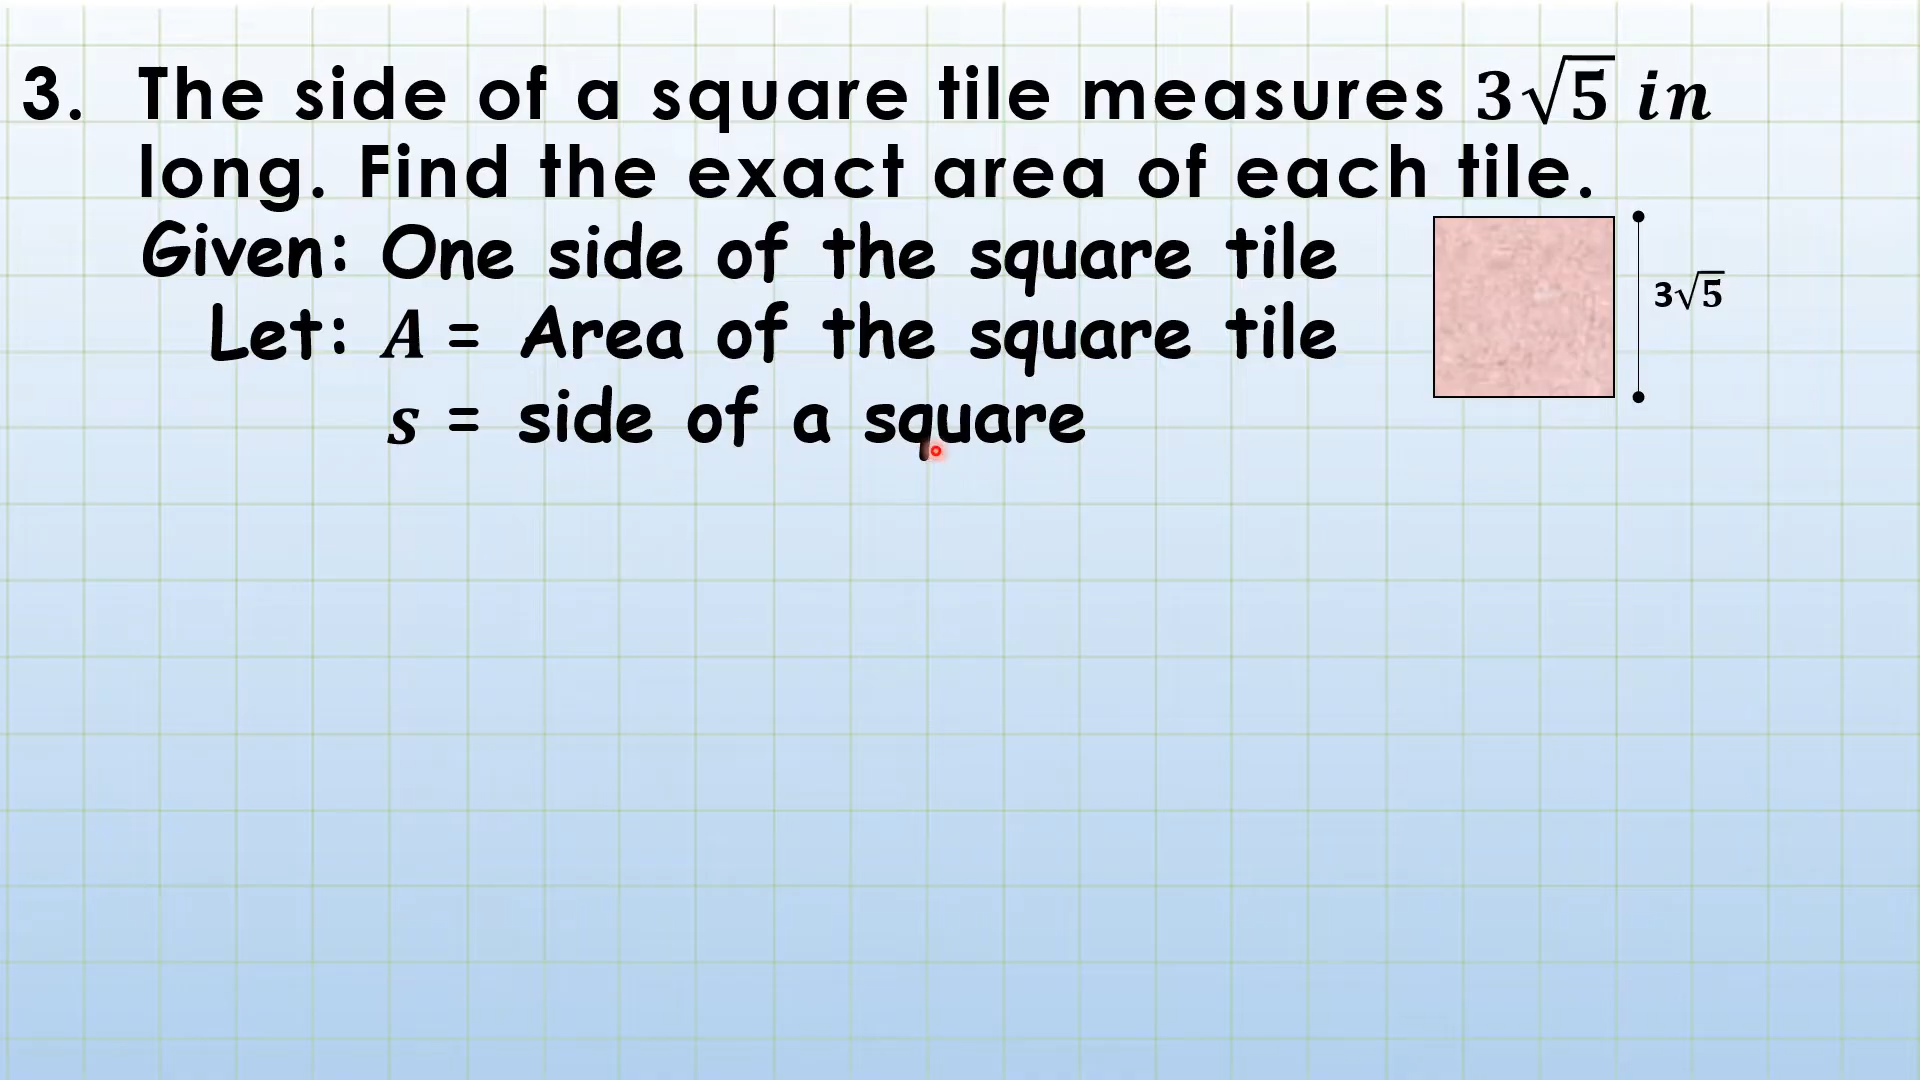 3. The side of a square tile measures 3√5 in
long. Find the exact area of each tile.
Given: One side of the square tile
Let: A = Area of the square tile
s = side of a square
3√5